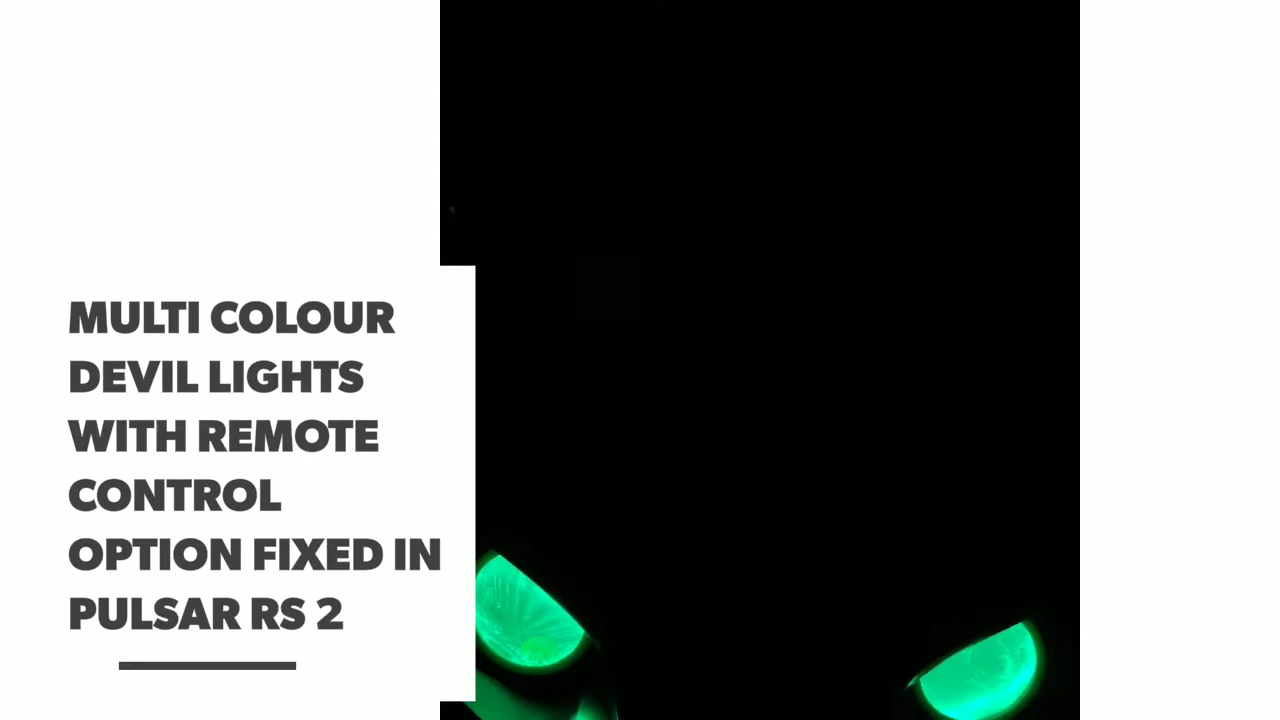 MULTI COLOUR
DEVIL LIGHTS
WITH REMOTE
CONTROL
OPTION FIXED IN
PULSAR RS 2